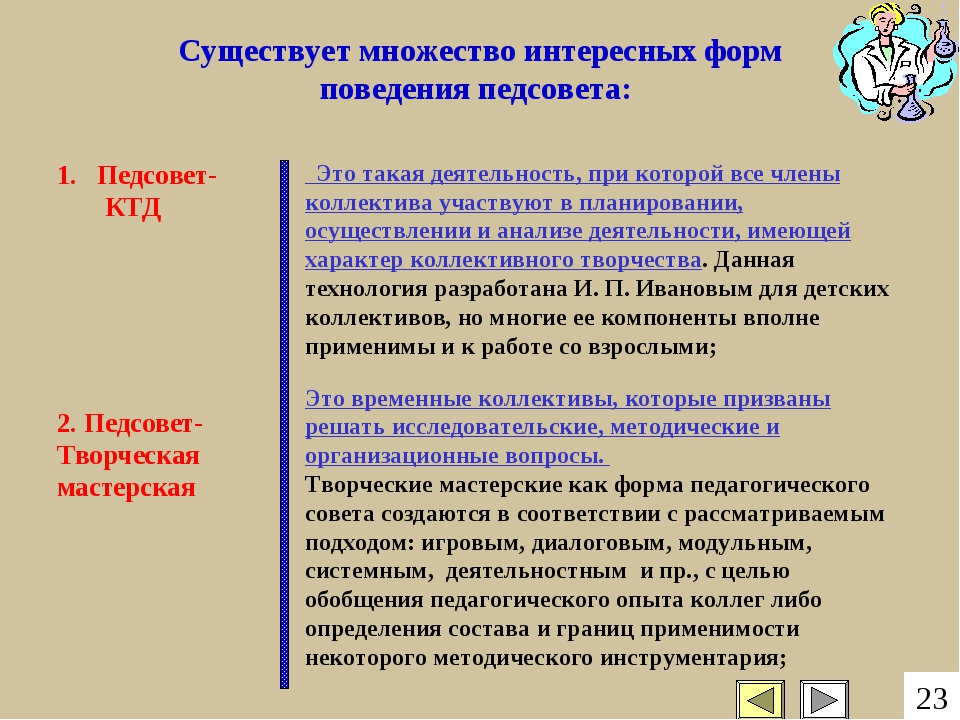 Существует множество интересных форм
поведения педсовета:
1. Педсовет-
КТД
Это такая деятельность, при которой все члены
коллектива участвуют в планировании,
осуществлении и анализе деятельности, имеющей
характер коллективного творчества. Данная
технология разработана И. П. Ивановым для детских
коллективов, но многие ее компоненты вполне
применимы и к работе со взрослыми;
2. Педсовет-
Творческая
мастерская
Это временные коллективы, которые призваны
решать исследовательские, методические и
организационные вопросы.
Творческие мастерские как форма педагогического
совета создаются в соответствии с рассматриваемым
подходом: игровым, диалоговым, модульным,
системным, деятельностным и пр., с целью
обобщения педагогического опыта коллег либо
определения состава и границ применимости
некоторого методического инструментария;
23